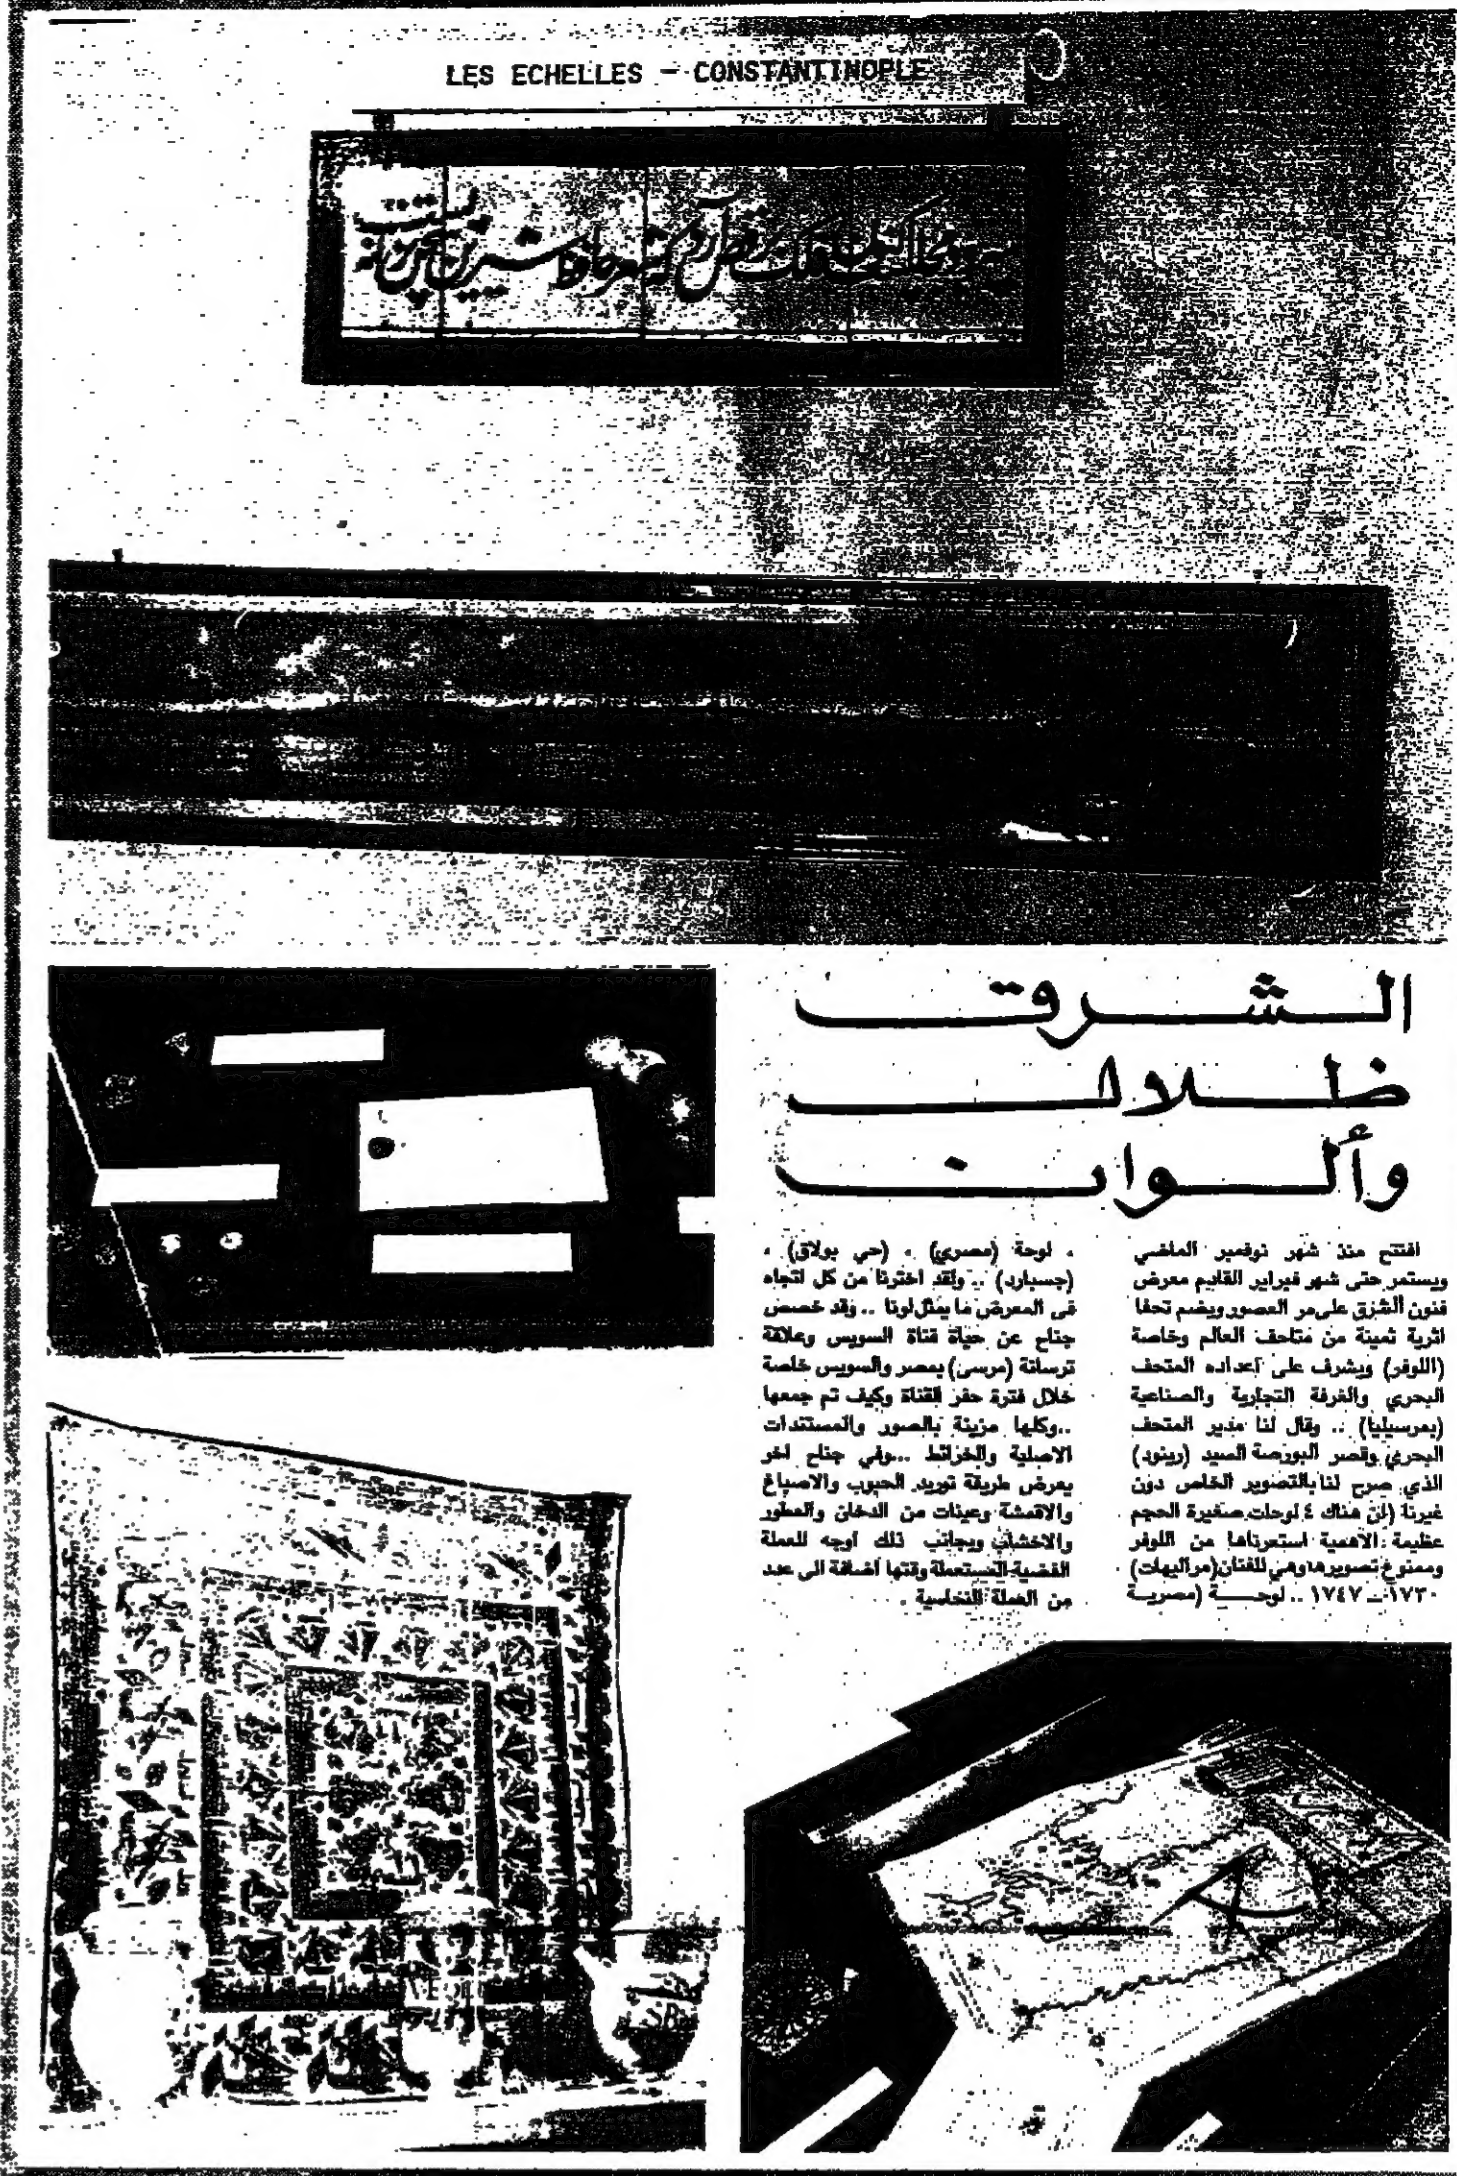 LES ECHELLES - CONSTANTINOPLE
الشرق
ظلال
وألوان
افتتح منذ شهر نوفمبر الماضي
ويستمر حتى شهر فبراير القادم معرض
فنون الشرق على مر العصور ويضم تحفا
اثرية ثمينة من متاحف العالم وخاصة
(اللوفر) ويشرف على اعداده المتحف
البحري والغرفة التجارية والصناعية
(بمرسيليا) .. وقال لنا مدير المتحف
البحري وقصر البورصة السيد (رينود)
الذي صرح لنا بالتصوير الخاص دون
غيرنا (ان هناك ٤ لوحات صغيرة الحجم
عظيمة الاهمية استعرناها من اللوفر
وممنوع تصويرها وهي للفنان
١٧٣٠ــ١٧٤٧ .. لوحـــة (مصريـة
، لوحة (مصري) ، (حي بولاق) ،
(جسبارد) .. ولقد اخترنا من كل اتجاه
في المعرض ما يمثل لونا .. وقد خصص
جناح عن حياة قناة السويس وعلاقة
ترسانة (مرسى) بمصر والسويس خاصة
خلال فترة حفر القناة وكيف تم جمعها
..وكلها مزينة بالصور والمستندات
الاصلية والخرائط ...وفي جناح اخر
يعرض طريقة توريد الحبوب والاصباغ
والاقمشة وعينات من الدخان والعطور
والاخشاب وبجانب ذلك اوجه للعملة
الفضية المستعملة وقتها اضافة الى عدد
من العملة النحاسية .